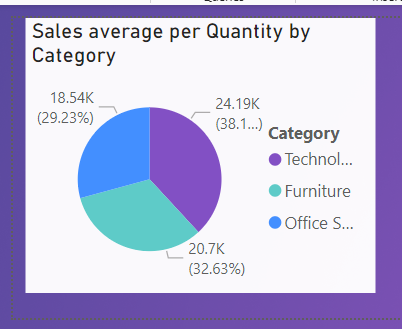 Sales average per Quantity by
Category
18.54K
(29.23%)
24.19K
(38.1...)
Category
Technol...
Furniture
Office S...
20.7K
(32.63%)